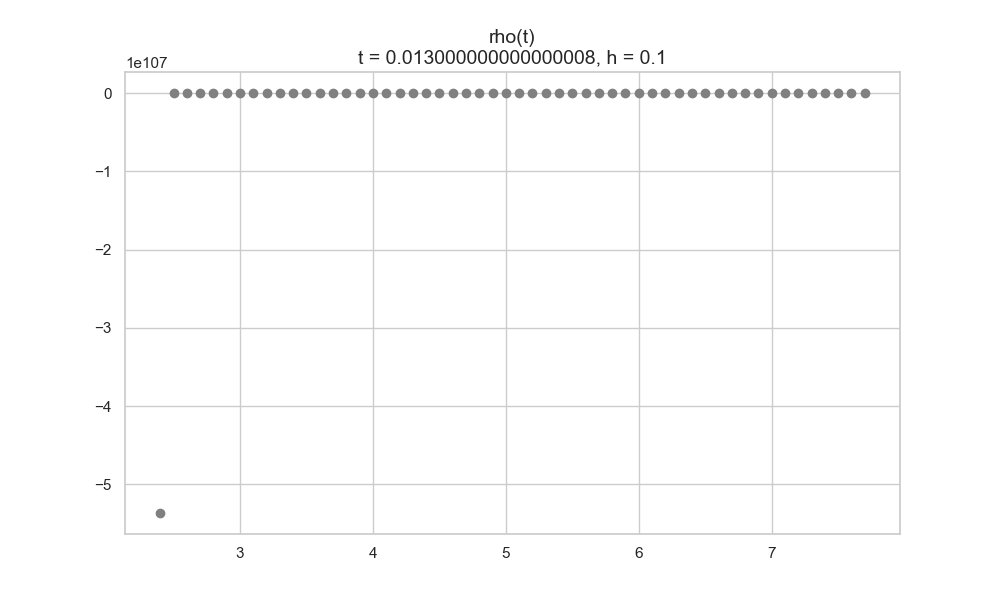 rho(t)
t = 0.013000000000000008, h = 0.1
1e107
0
−1
−2
−3
−4
−5
3 4 5 6 7